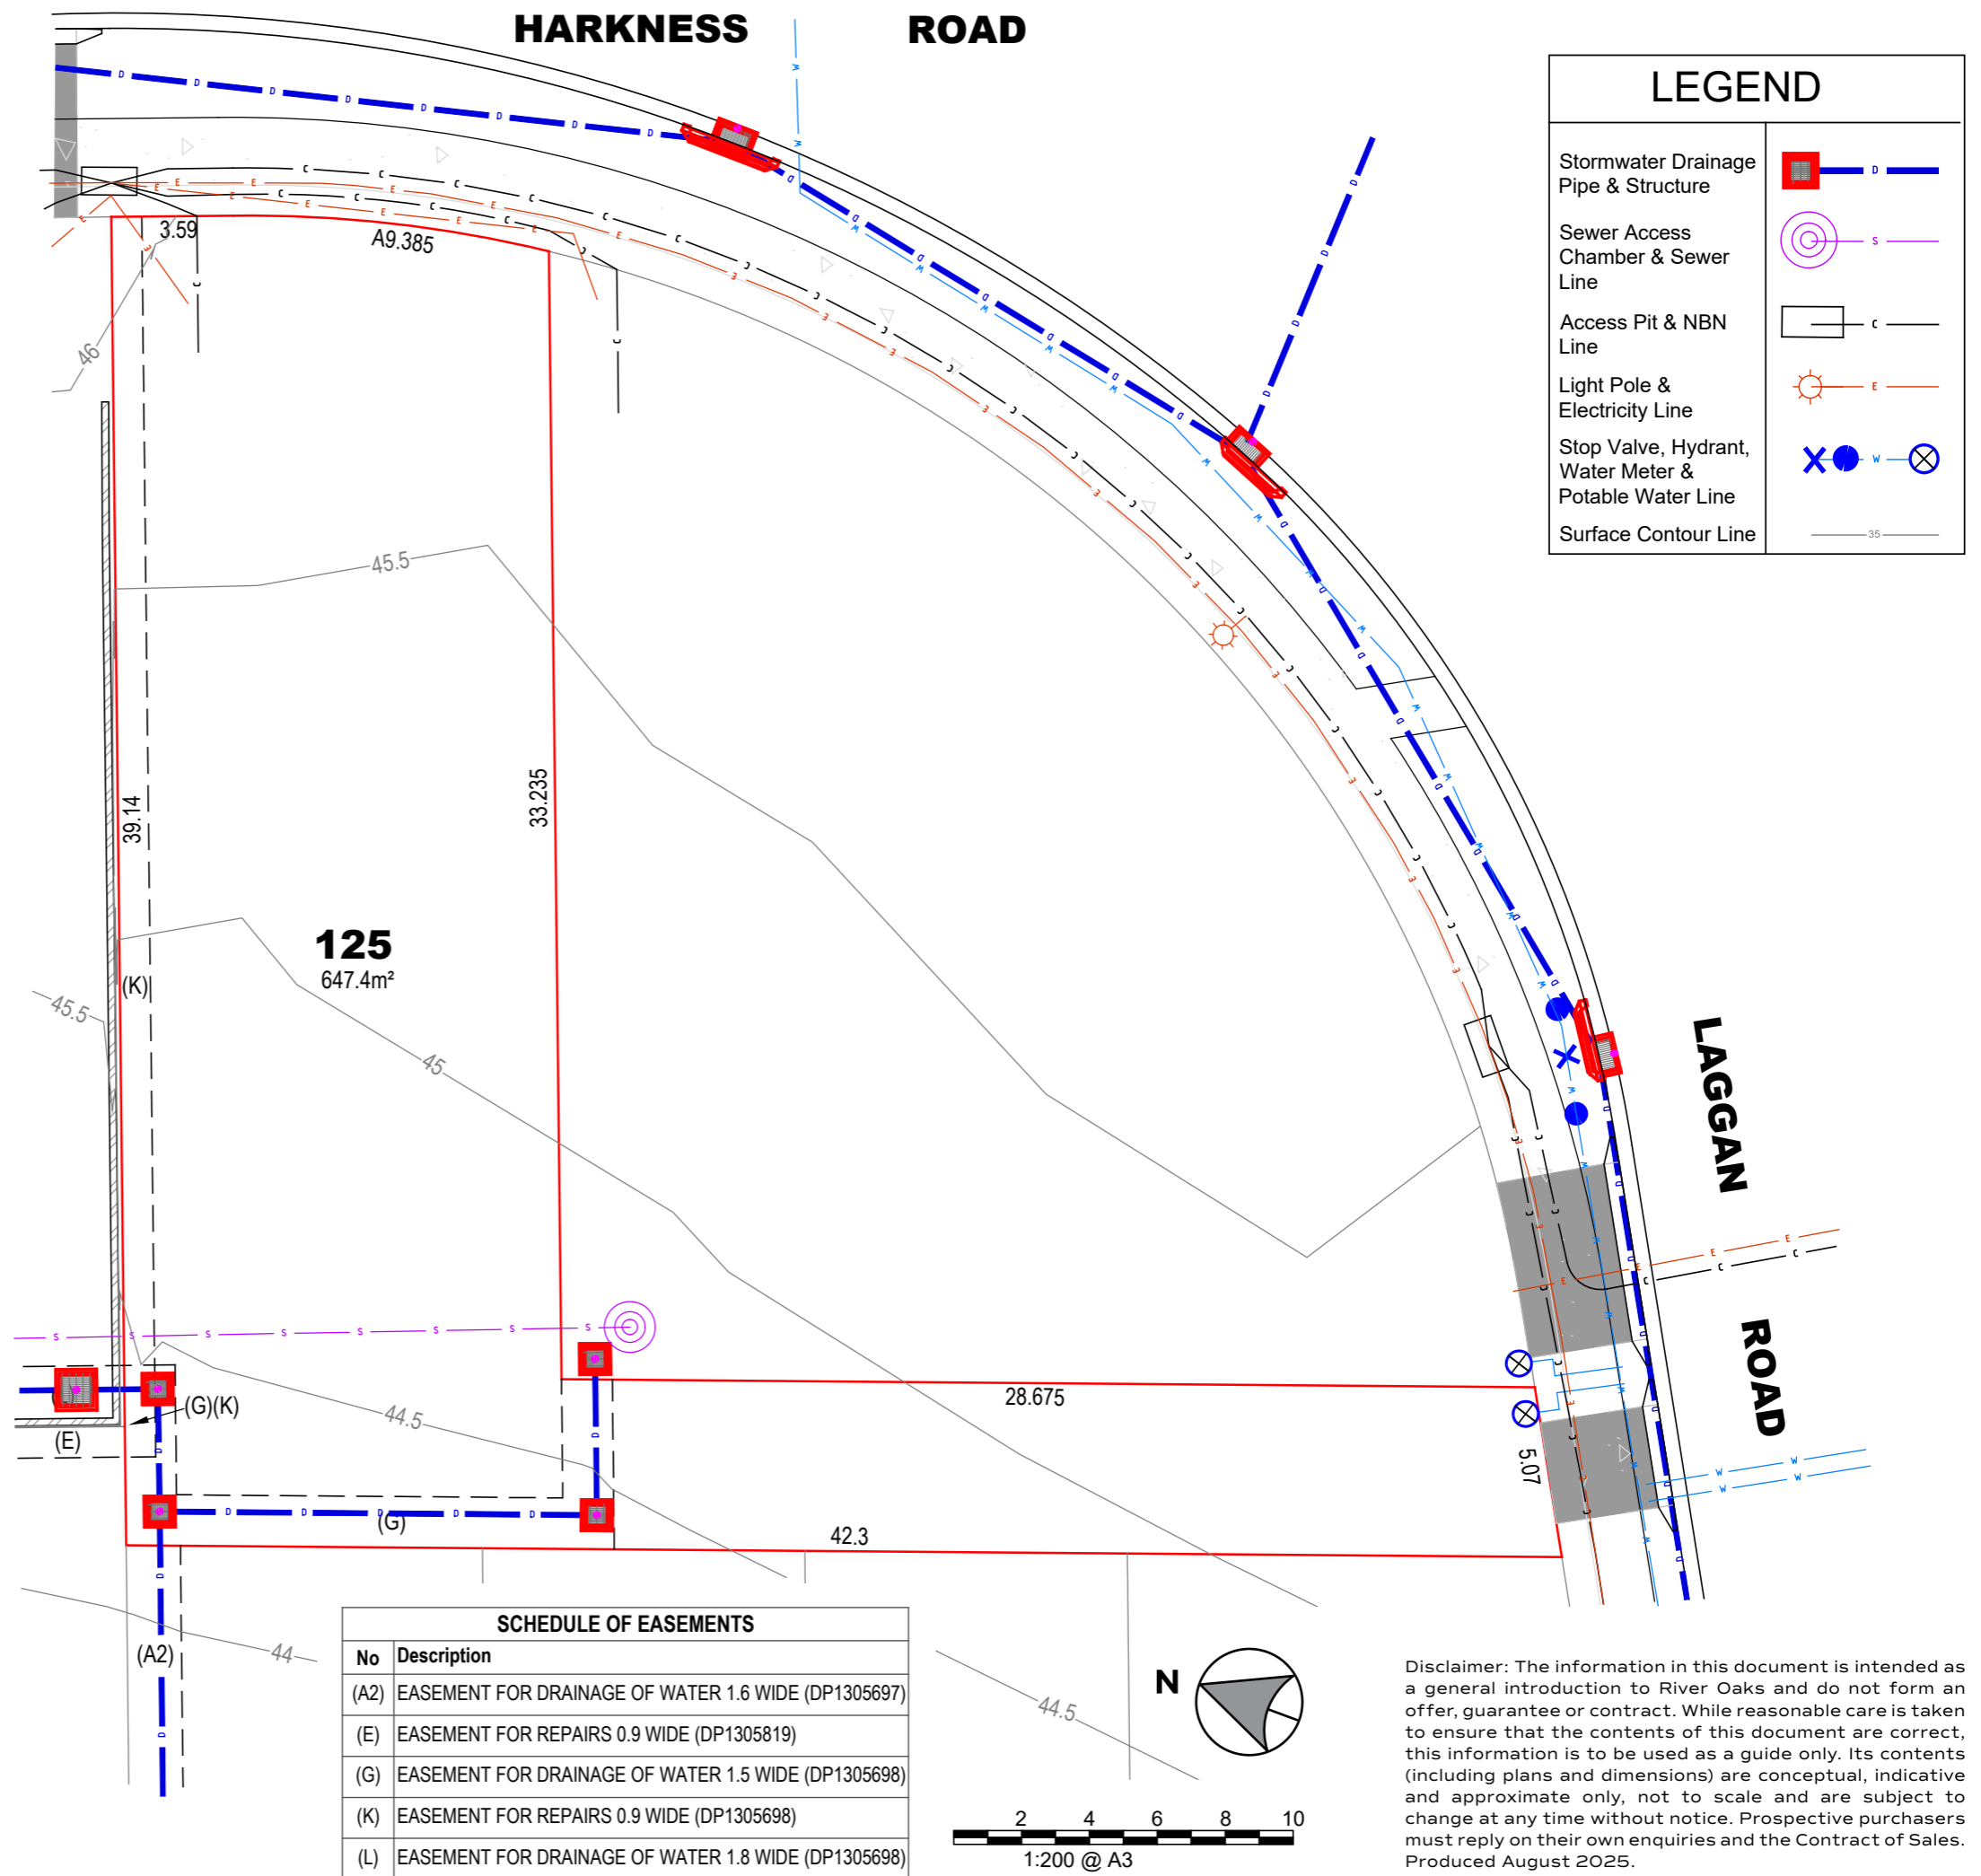 HARKNESS ROAD
LEGEND
Stormwater Drainage
Pipe & Structure
D
Sewer Access
Chamber & Sewer
Line
S
Access Pit & NBN
Line
C
Light Pole &
Electricity Line
E
Stop Valve, Hydrant,
Water Meter &
Potable Water Line
W
Surface Contour Line
35
3.59
A9.385
46
45.5
39.14
33.235
125
647.4m²
(K)
45.5
45
LAGGAN
ROAD
28.675
5.07
(G)(K)
(E)
44.5
(G)
42.3
(A2)
44
44.5
SCHEDULE OF EASEMENTS
No Description
(A2) EASEMENT FOR DRAINAGE OF WATER 1.6 WIDE (DP1305697)
(E) EASEMENT FOR REPAIRS 0.9 WIDE (DP1305819)
(G) EASEMENT FOR DRAINAGE OF WATER 1.5 WIDE (DP1305698)
(K) EASEMENT FOR REPAIRS 0.9 WIDE (DP1305698)
(L) EASEMENT FOR DRAINAGE OF WATER 1.8 WIDE (DP1305698)
N
2 4 6 8 10
1:200 @ A3
Disclaimer: The information in this document is intended as
a general introduction to River Oaks and do not form an
offer, guarantee or contract. While reasonable care is taken
to ensure that the contents of this document are correct,
this information is to be used as a guide only. Its contents
(including plans and dimensions) are conceptual, indicative
and approximate only, not to scale and are subject to
change at any time without notice. Prospective purchasers
must reply on their own enquiries and the Contract of Sales.
Produced August 2025.